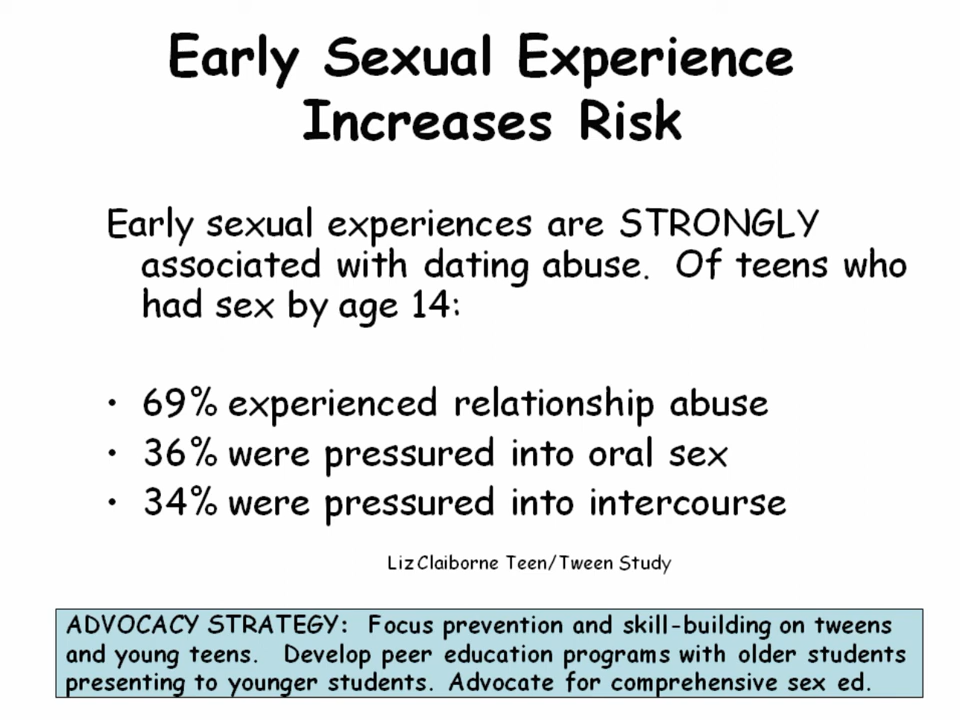 Early Sexual Experience
Increases Risk
Early sexual experiences are STRONGLY
associated with dating abuse. Of teens who
had sex by age 14:
• 69% experienced relationship abuse
• 36% were pressured into oral sex
• 34% were pressured into intercourse
Liz Claiborne Teen/Tween Study
ADVOCACY STRATEGY: Focus prevention and skill-building on tweens
and young teens. Develop peer education programs with older students
presenting to younger students. Advocate for comprehensive sex ed.